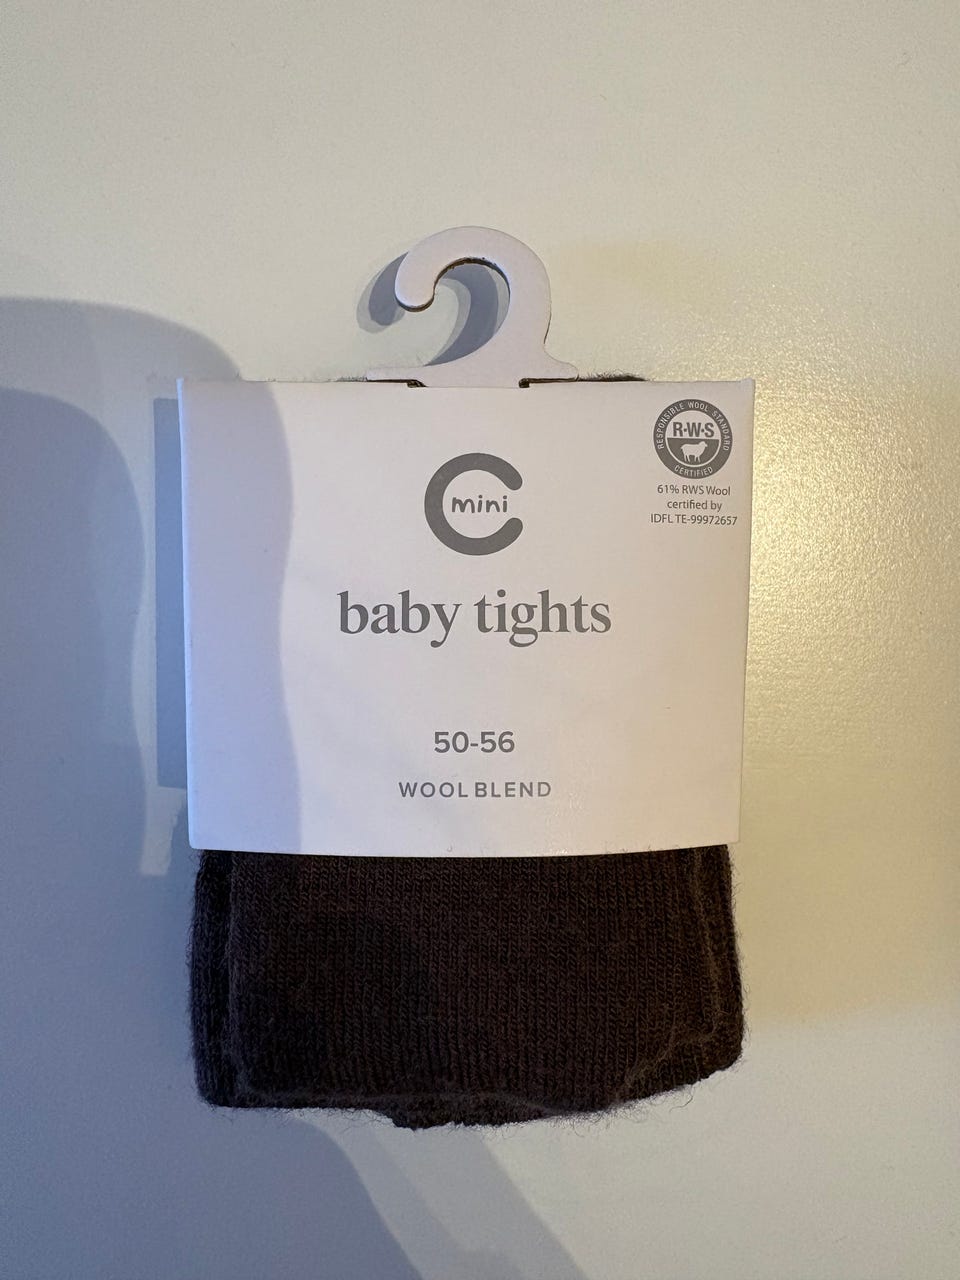 RESPONSIBLE WOOL STANDARD
R·W·S
CERTIFIED
61% RWS Wool
certified by
IDFL TE-99972657
C
mini
baby tights
50-56
WOOL BLEND